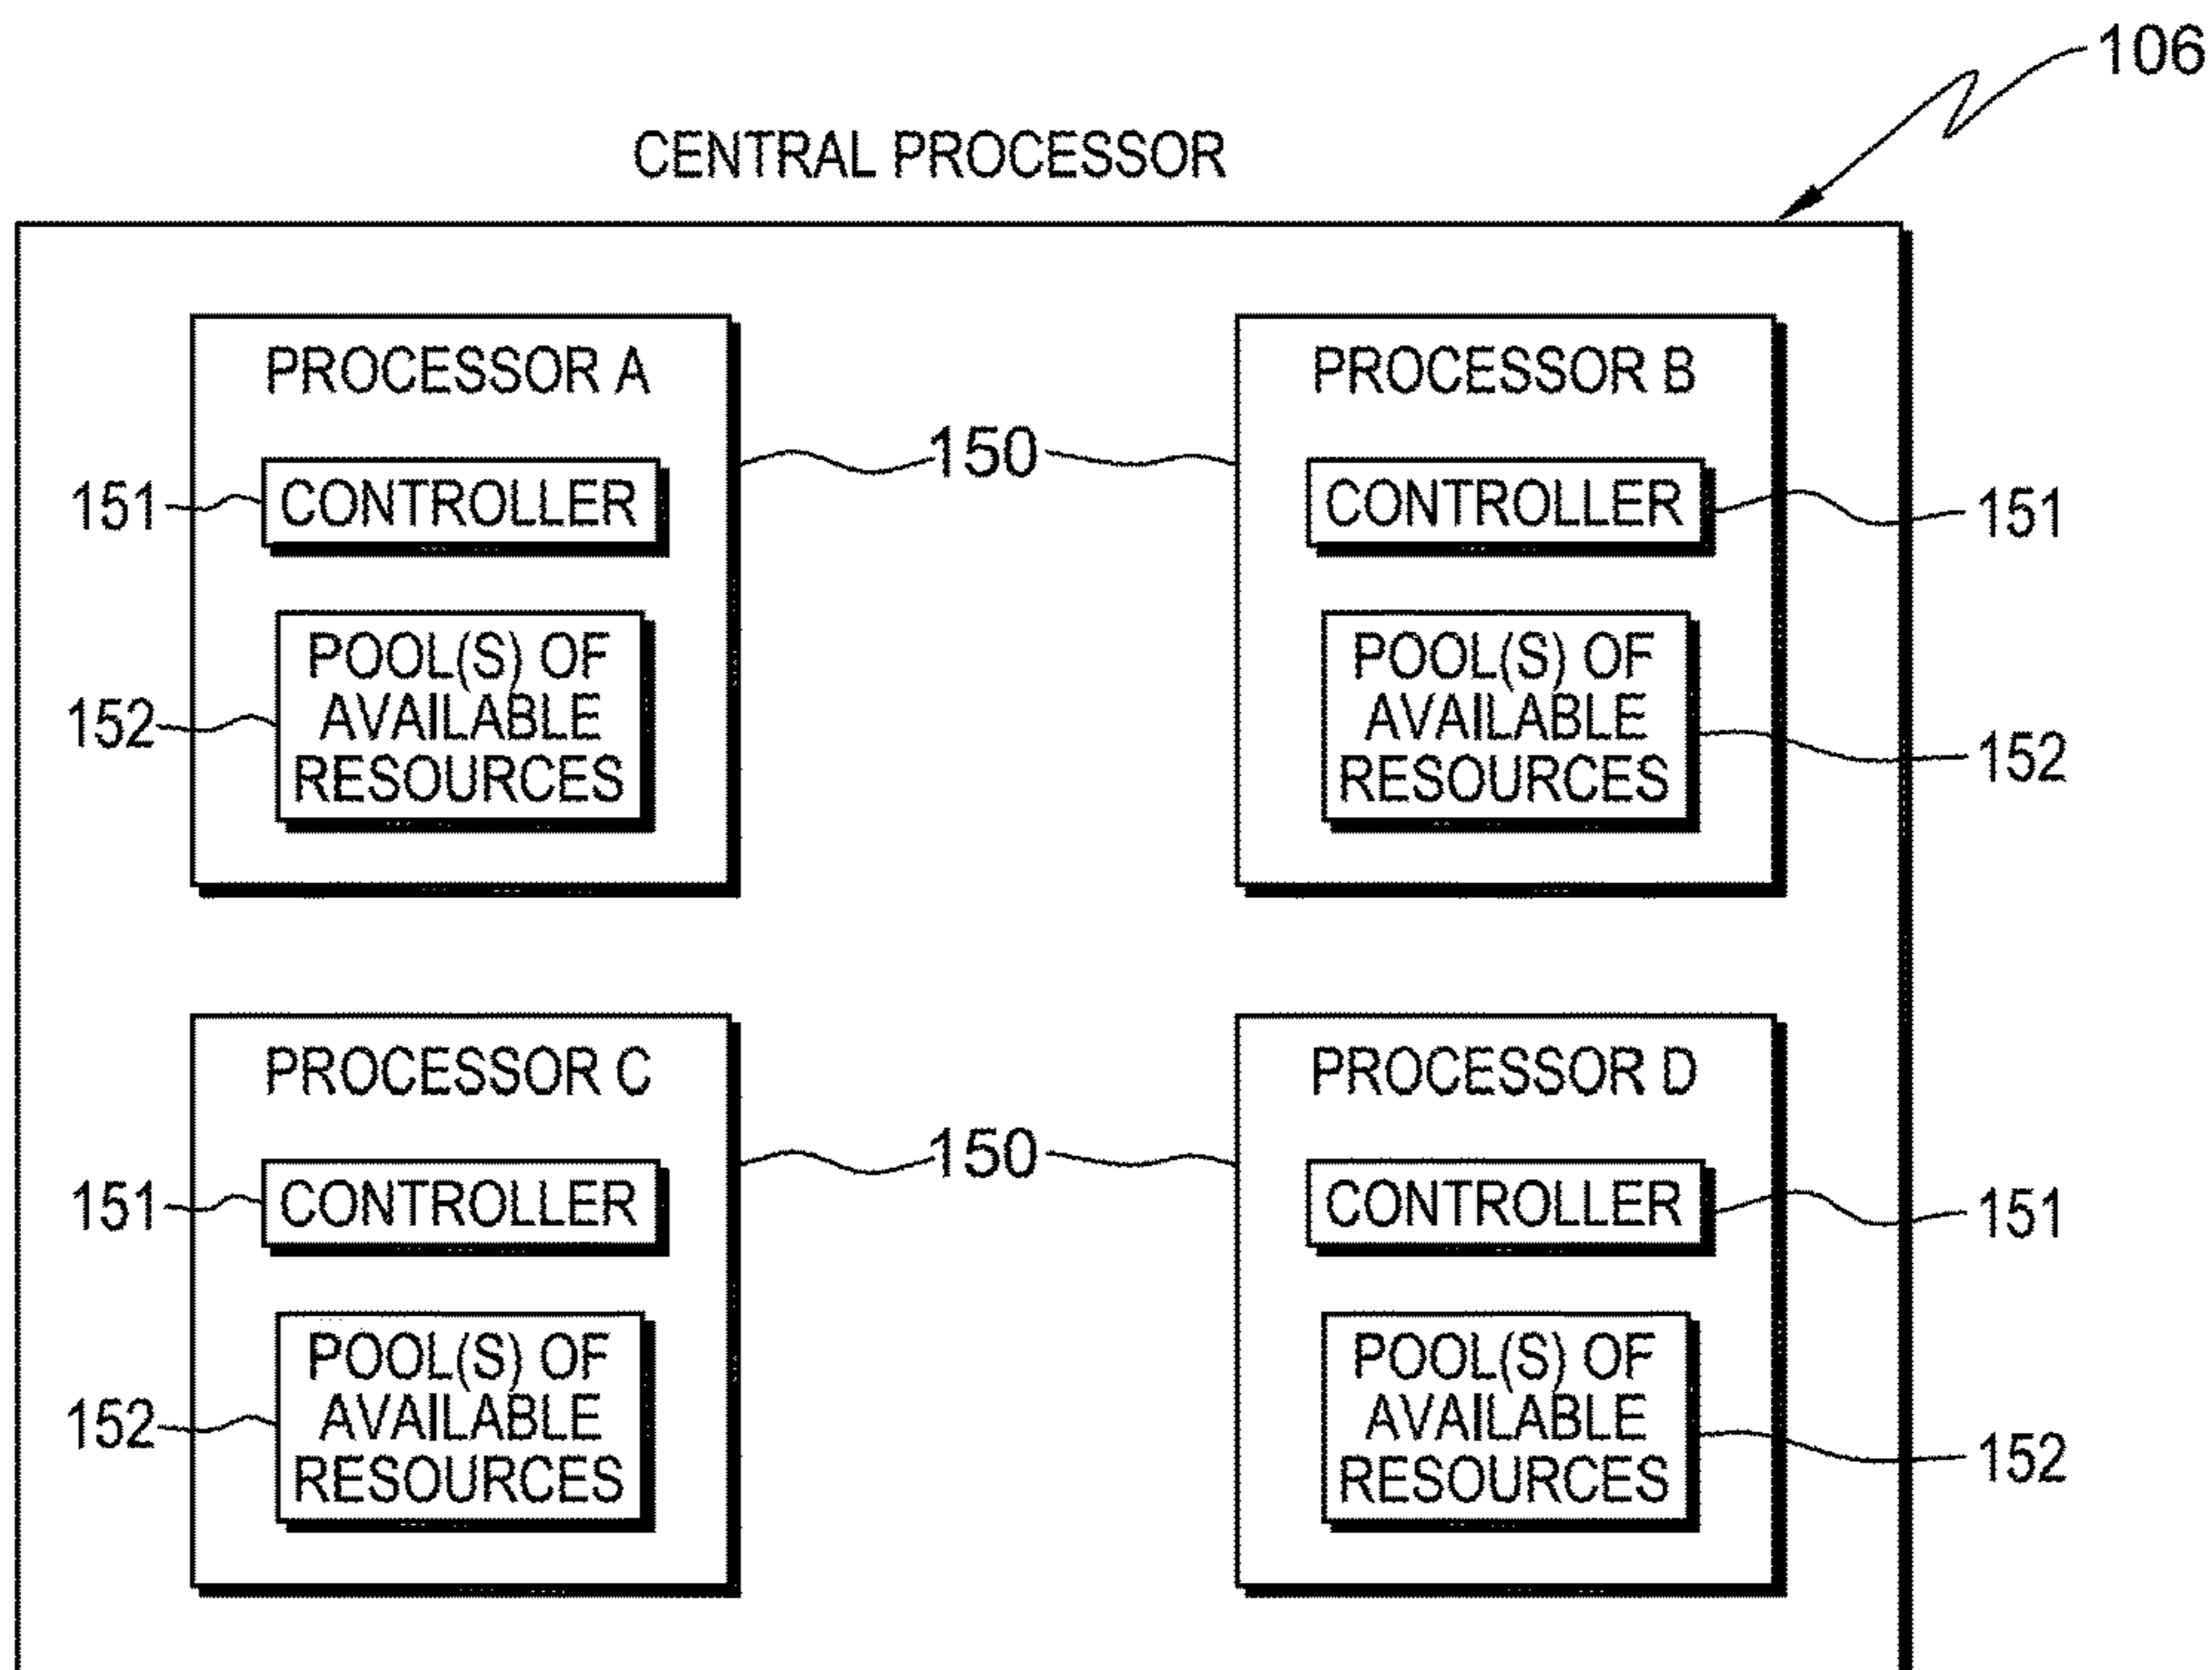 106
CENTRAL PROCESSOR
PROCESSOR A
150
151
CONTROLLER
152
POOL(S) OF
AVAILABLE
RESOURCES
PROCESSOR B
CONTROLLER
151
POOL(S) OF
AVAILABLE
RESOURCES
152
PROCESSOR C
150
151
CONTROLLER
152
POOL(S) OF
AVAILABLE
RESOURCES
PROCESSOR D
CONTROLLER
151
POOL(S) OF
AVAILABLE
RESOURCES
152